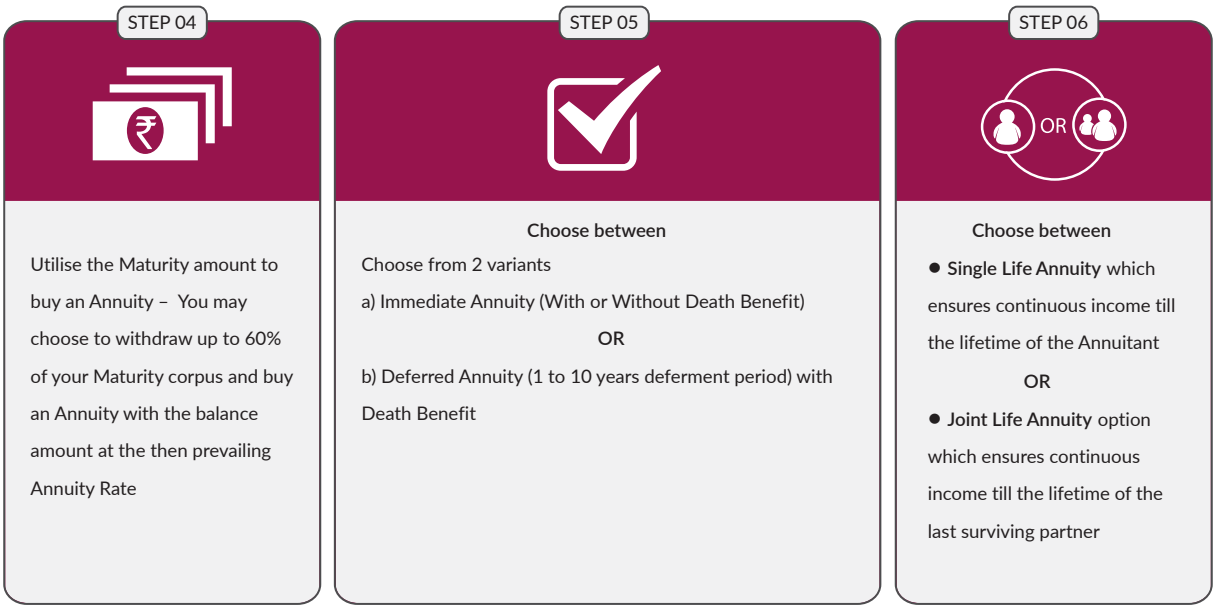 STEP 04
₹
Utilise the Maturity amount to
buy an Annuity – You may
choose to withdraw up to 60%
of your Maturity corpus and buy
an Annuity with the balance
amount at the then prevailing
Annuity Rate
STEP 05
Choose between
Choose from 2 variants
a) Immediate Annuity (With or Without Death Benefit)
OR
b) Deferred Annuity (1 to 10 years deferment period) with
Death Benefit
STEP 06
OR
Choose between
● Single Life Annuity which
ensures continuous income till
the lifetime of the Annuitant
OR
● Joint Life Annuity option
which ensures continuous
income till the lifetime of the
last surviving partner